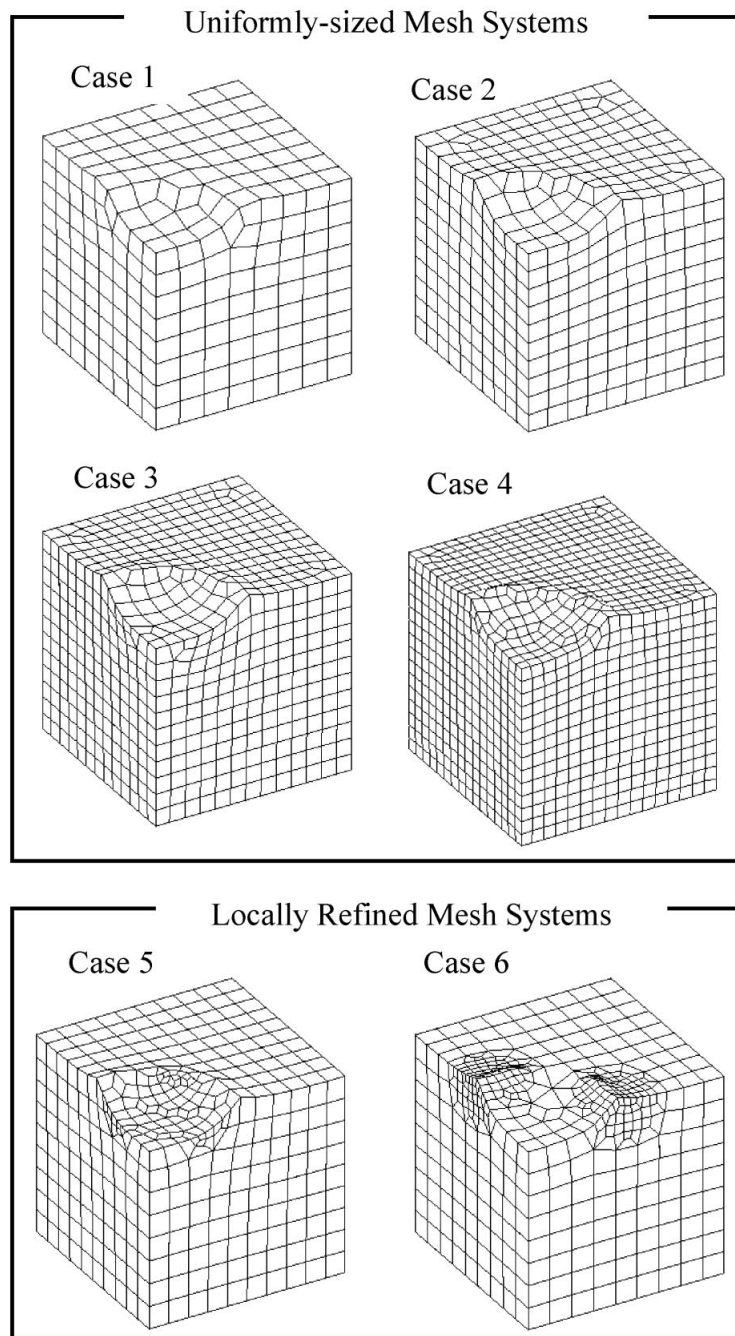 Uniformly-sized Mesh Systems
Case 1
Case 2
Case 3
Case 4
Locally Refined Mesh Systems
Case 5
Case 6